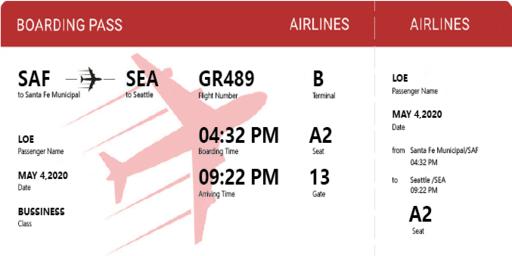 BOARDING PASS
AIRLINES
AIRLINES
SAF
to Santa Fe Municipal
SEA
to Seattle
GR489
Flight Number
B
Terminal
LOE
Passenger Name
04:32 PM
Boarding Time
A2
Seat
MAY 4,2020
Date
09:22 PM
Arriving Time
13
Gate
BUSSINESS
Class
LOE
Passenger Name
MAY 4,2020
Date
from Santa Fe Municipal/SAF
04:32 PM
to Seattle /SEA
09:22 PM
A2
Seat